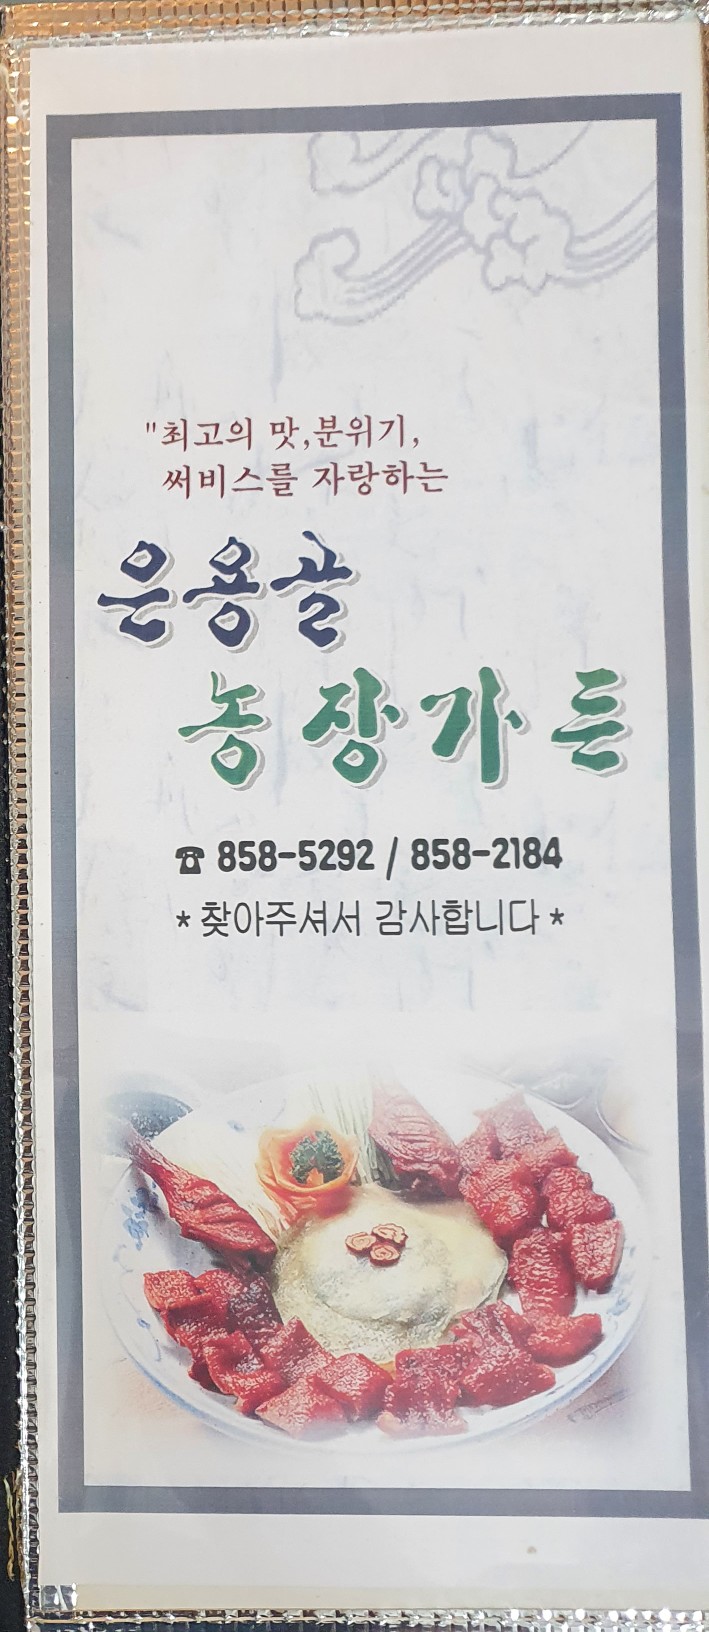 "최고의 맛,분위기,
써비스를 자랑하는
은용골
농장가든
☎ 858-5292 / 858-2184
* 찾아주셔서 감사합니다 *